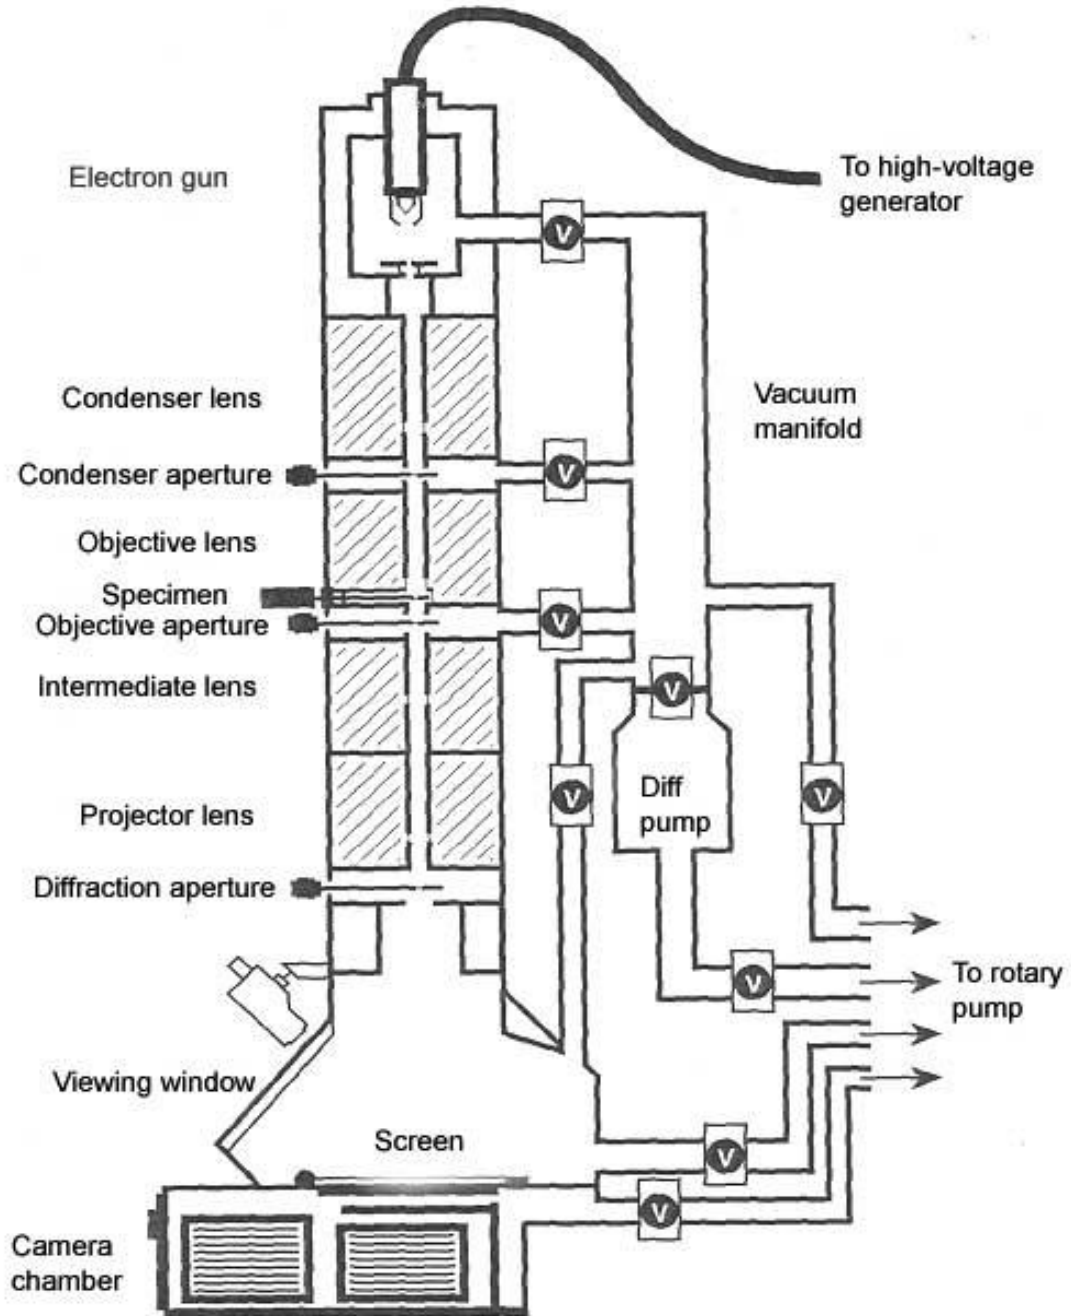 Electron gun
To high-voltage
generator
V
Condenser lens
Vacuum
manifold
Condenser aperture
V
Objective lens
Specimen
Objective aperture
V
Intermediate lens
V
Projector lens
V
Diff
pump
V
Diffraction aperture
To rotary
pump
V
Viewing window
Screen
V
V
Camera
chamber